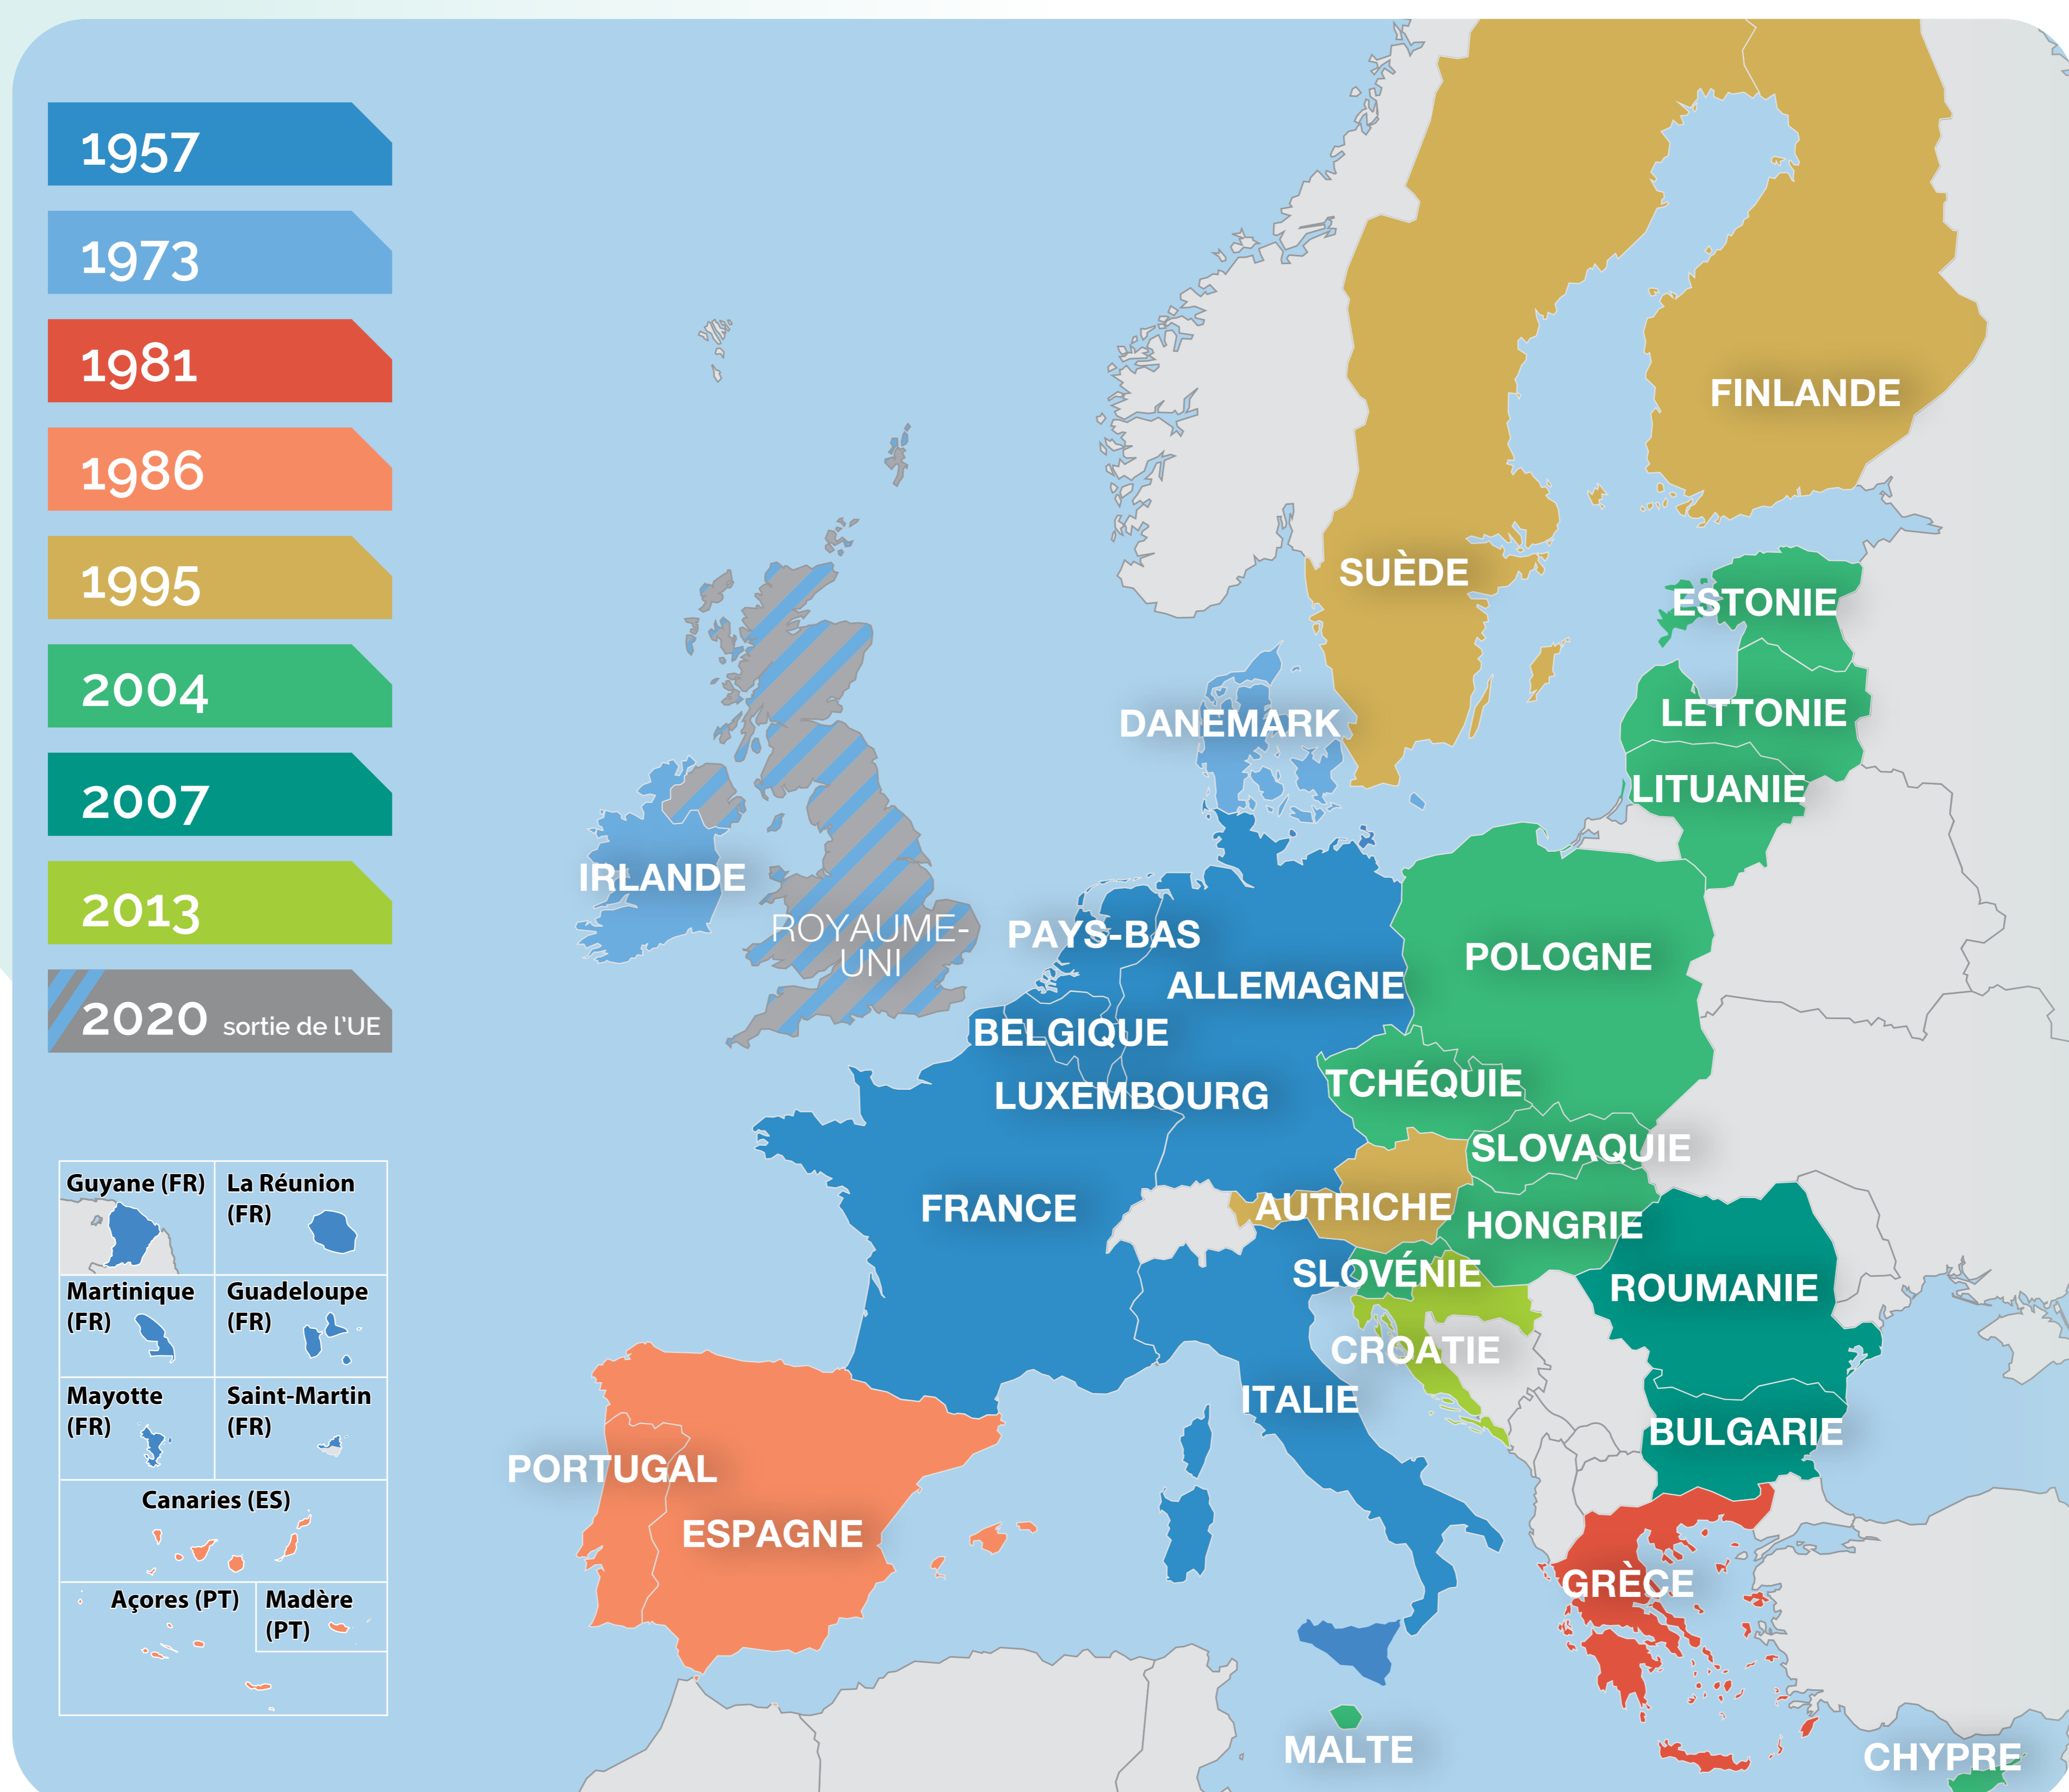 1957
1973
1981
1986
1995
2004
2007
2013
2020 sortie de l'UE
Guyane (FR)
La Réunion
(FR)
Martinique
(FR)
Guadeloupe
(FR)
Mayotte
(FR)
Saint-Martin
(FR)
Canaries (ES)
Açores (PT)
Madère
(PT)
FINLANDE
SUÈDE
ESTONIE
LETTONIE
LITUANIE
DANEMARK
IRLANDE
ROYAUME-
UNI
PAYS-BAS
ALLEMAGNE
POLOGNE
BELGIQUE
LUXEMBOURG
TCHÉQUIE
SLOVAQUIE
FRANCE
AUTRICHE
HONGRIE
SLOVÉNIE
ROUMANIE
CROATIE
ITALIE
BULGARIE
PORTUGAL
ESPAGNE
GRÈCE
MALTE
CHYPRE